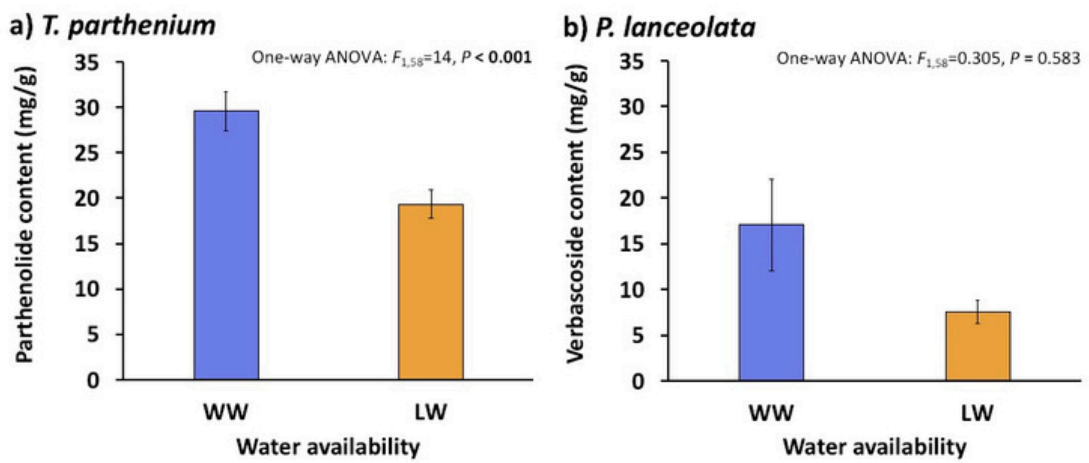 a) T. parthenium
One-way ANOVA: F1,58=14, P < 0.001
Parthenolide content (mg/g)
35
30
25
20
15
10
5
0
WW LW
Water availability
b) P. lanceolata
One-way ANOVA: F1,58=0.305, P = 0.583
Verbascoside content (mg/g)
35
30
25
20
15
10
5
0
WW LW
Water availability